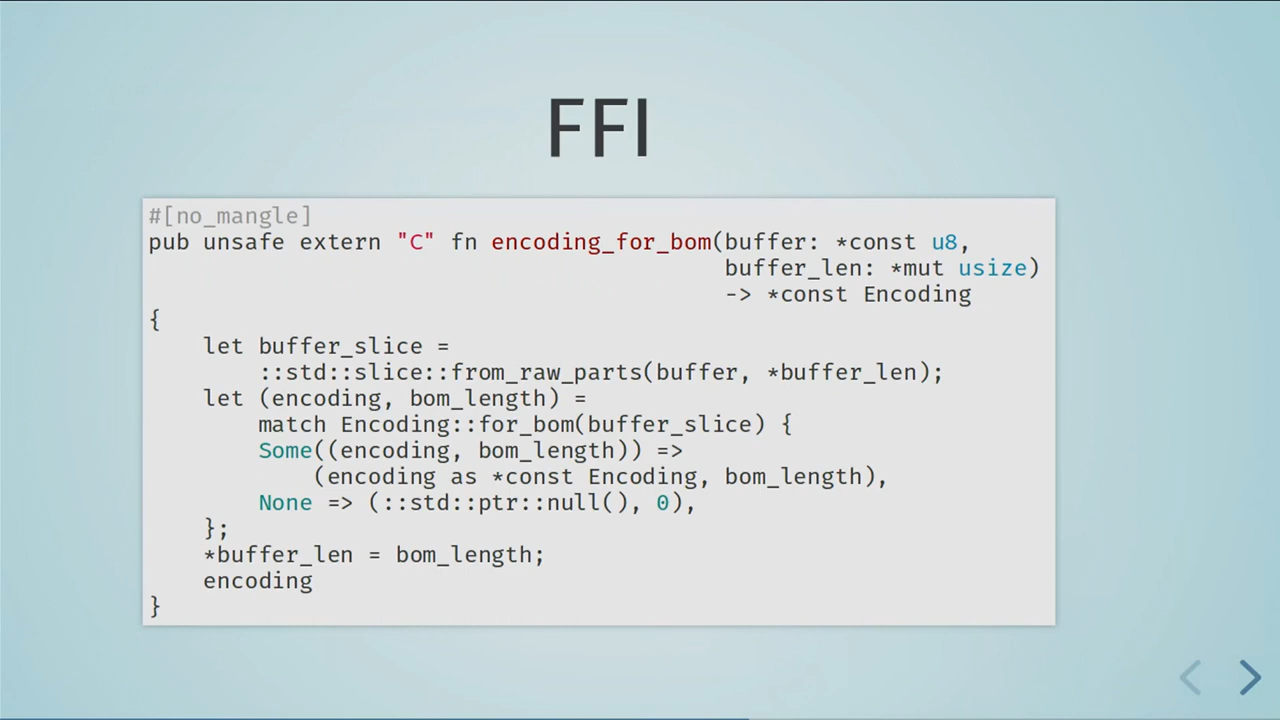 FFI
#[no_mangle]
pub unsafe extern "C" fn encoding_for_bom(buffer: *const u8,
                                          buffer_len: *mut usize)
                                          -> *const Encoding
{
    let buffer_slice =
        ::std::slice::from_raw_parts(buffer, *buffer_len);
    let (encoding, bom_length) =
        match Encoding::for_bom(buffer_slice) {
        Some((encoding, bom_length)) =>
            (encoding as *const Encoding, bom_length),
        None => (::std::ptr::null(), 0),
    };
    *buffer_len = bom_length;
    encoding
}